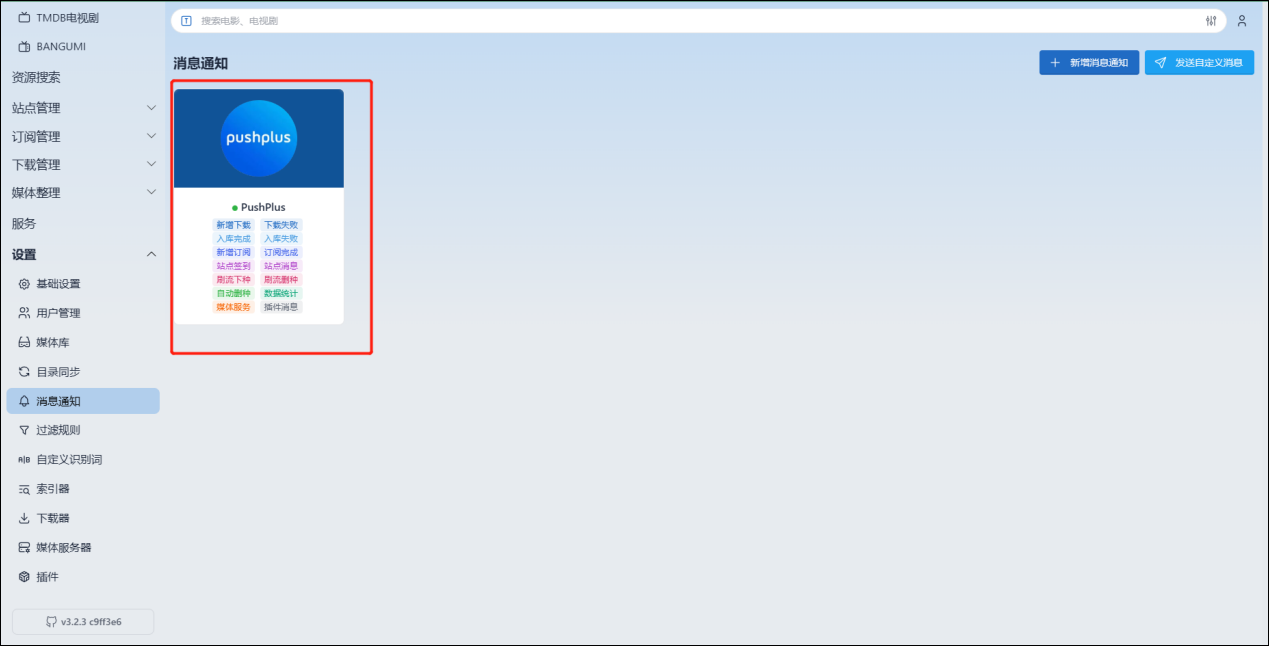 TMDB电视剧
BANGUMI
资源搜索
站点管理
订阅管理
下载管理
媒体整理
服务
设置
基础设置
用户管理
媒体库
目录同步
消息通知
过滤规则
自定义识别词
索引器
下载器
媒体服务器
插件
v3.2.3 c9ff3e6
搜索电影、电视剧
消息通知
新增消息通知
发送自定义消息
pushplus
PushPlus
新增下载 下载失败
入库完成 入库失败
新增订阅 订阅完成
站点签到 站点消息
刷流下种 刷流删种
自动删种 数据统计
媒体服务 插件消息